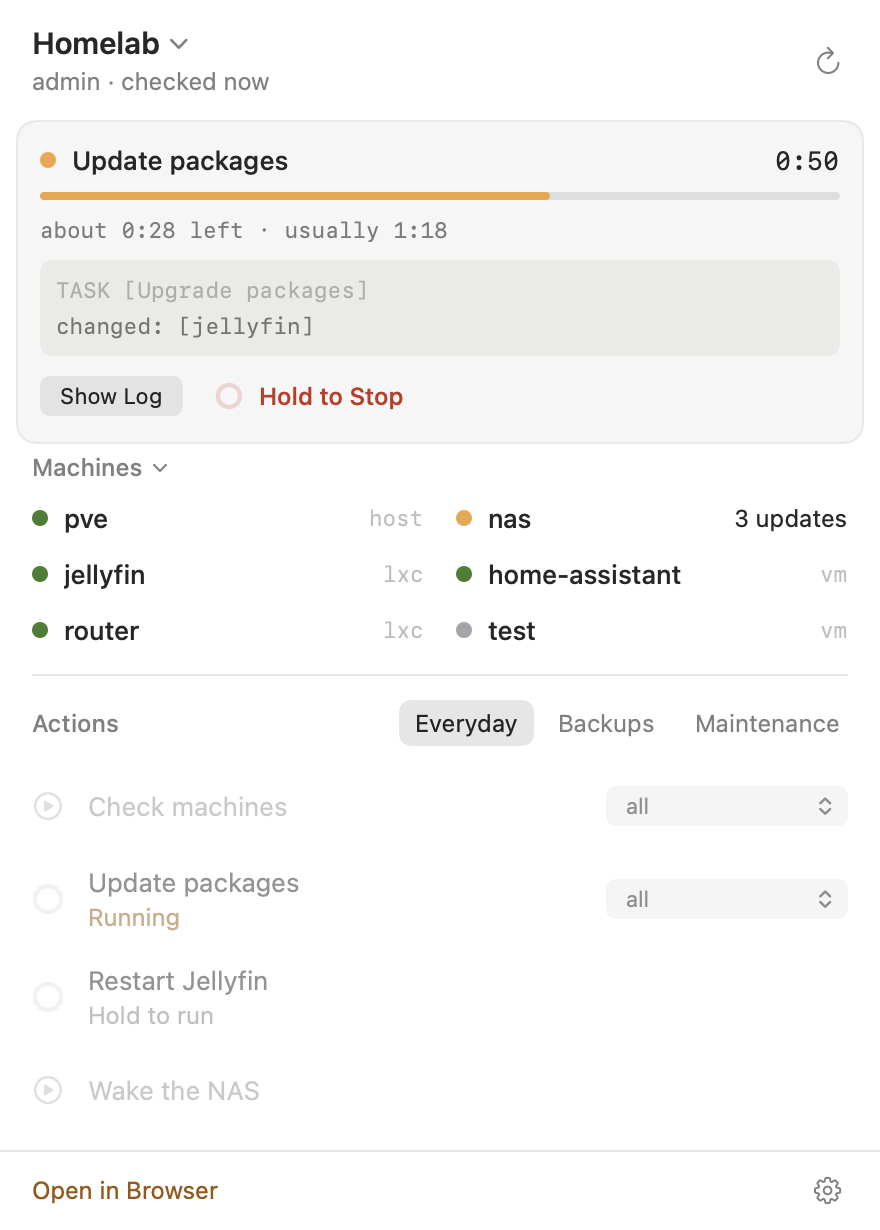 Homelab
admin · checked now
Update packages 0:50
about 0:28 left · usually 1:18
TASK [Upgrade packages]
changed: [jellyfin]
Show Log Hold to Stop
Machines
pve host nas 3 updates
jellyfin lxc home-assistant vm
router lxc test vm
Actions Everyday Backups Maintenance
Check machines all
Update packages all
Running
Restart Jellyfin
Hold to run
Wake the NAS
Open in Browser